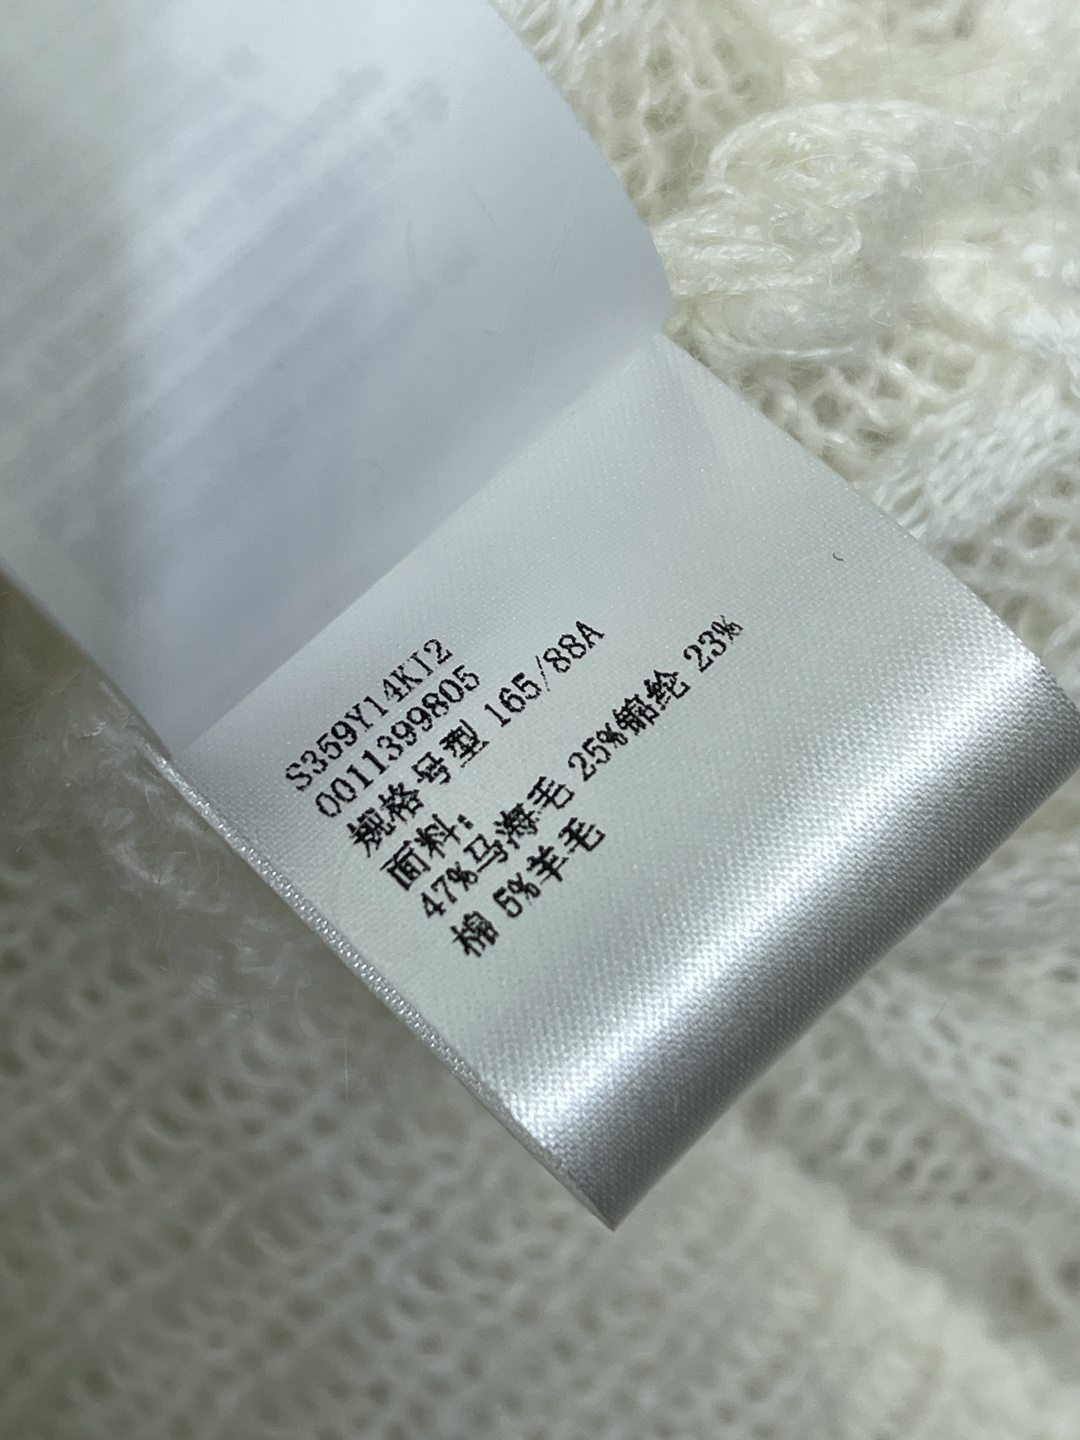 S359Y14KI2
0011399805
规格号型 165/88A
面料:
47%马海毛 25%锦纶 23%
棉 5%羊毛